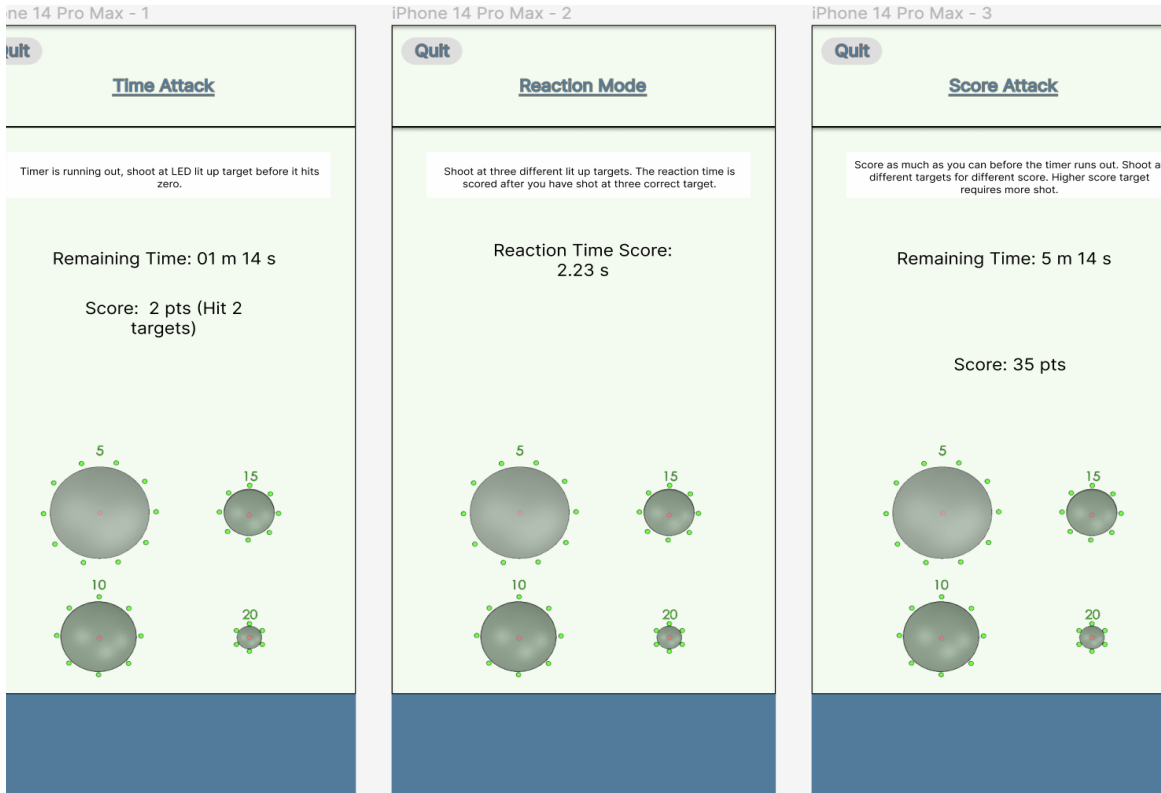 ne 14 Pro Max - 1
Quit
Time Attack
Timer is running out, shoot at LED lit up target before it hits
zero.
Remaining Time: 01 m 14 s
Score:  2 pts (Hit 2
targets)
5
15
10
20
iPhone 14 Pro Max - 2
Quit
Reaction Mode
Shoot at three different lit up targets. The reaction time is
scored after you have shot at three correct target.
Reaction Time Score:
2.23 s
5
15
10
20
iPhone 14 Pro Max - 3
Quit
Score Attack
Score as much as you can before the timer runs out. Shoot a
different targets for different score. Higher score target
requires more shot.
Remaining Time: 5 m 14 s
Score: 35 pts
5
15
10
20